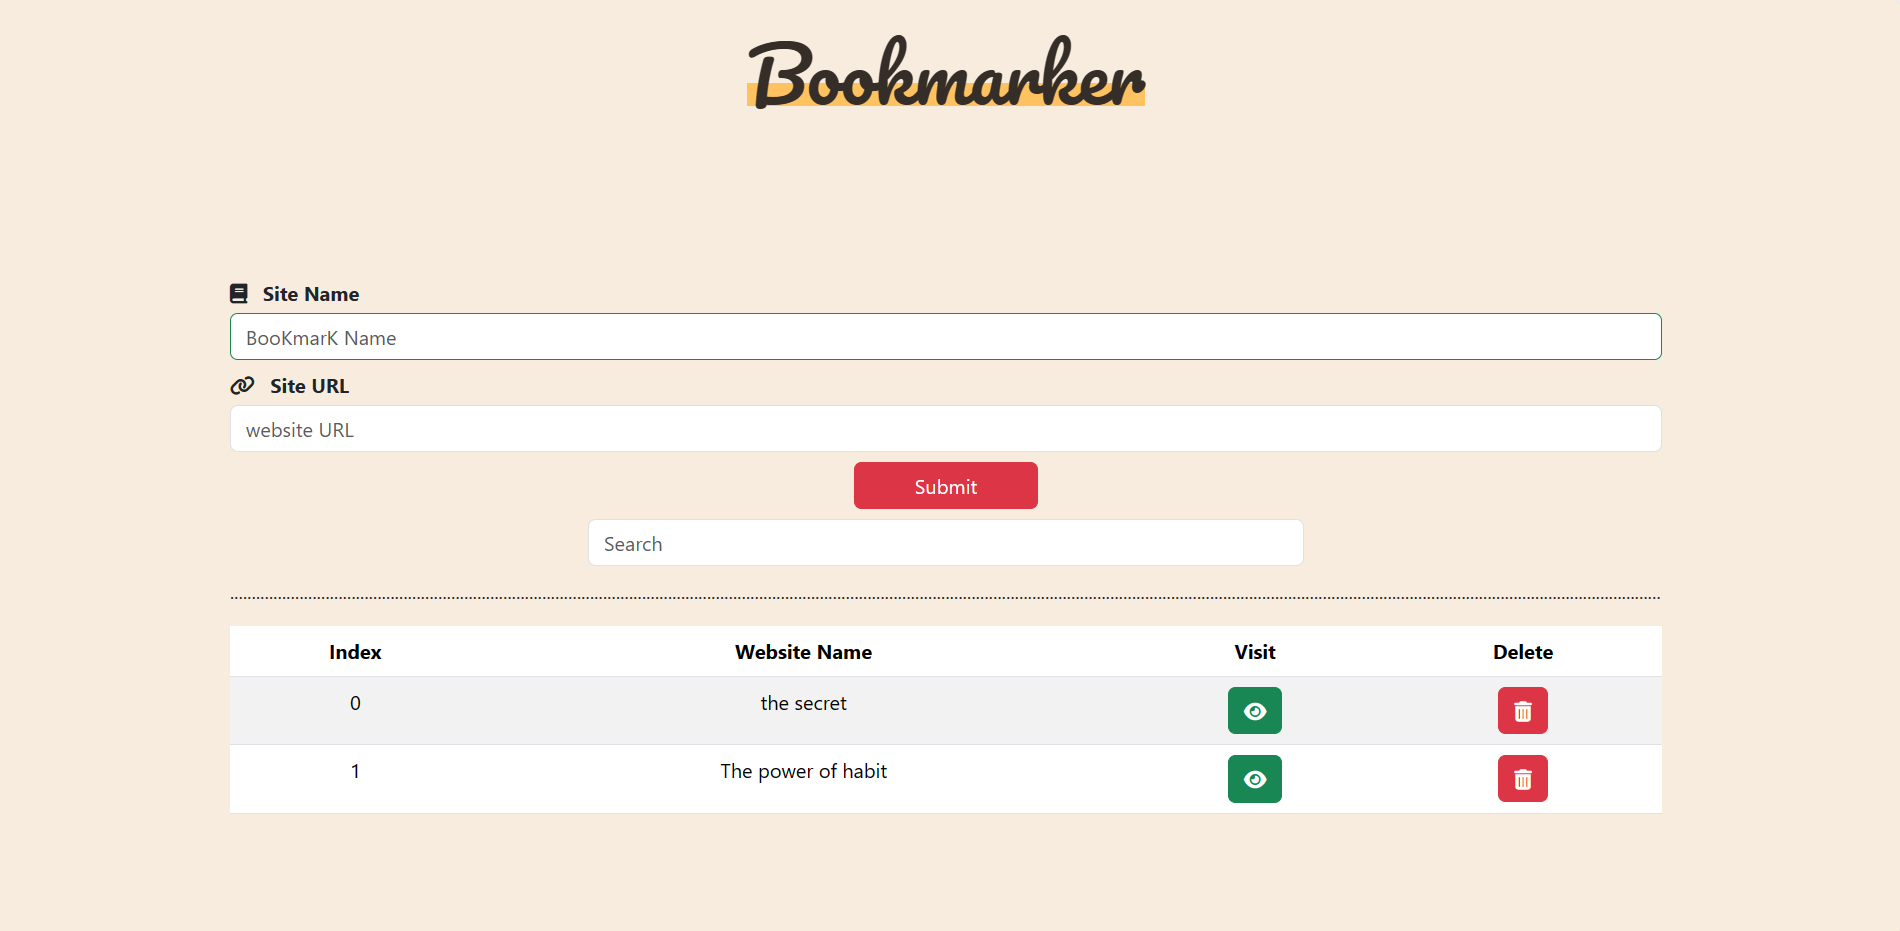 Bookmarker
Site Name
BooKmarK Name
Site URL
website URL
Submit
Search
Index Website Name Visit Delete
0 the secret
1 The power of habit